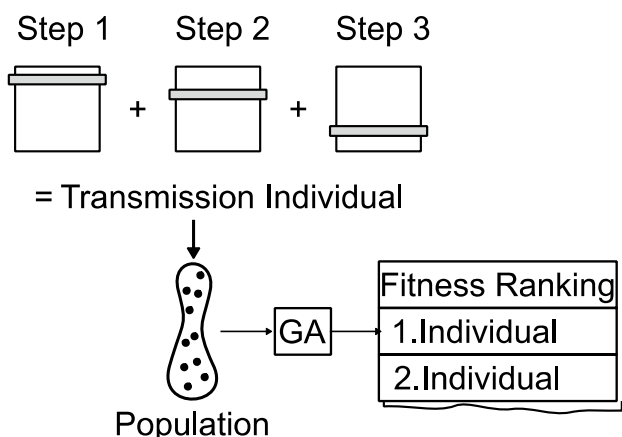 Step 1 Step 2 Step 3
+ +
= Transmission Individual
Fitness Ranking
GA
1.Individual
2.Individual
Population